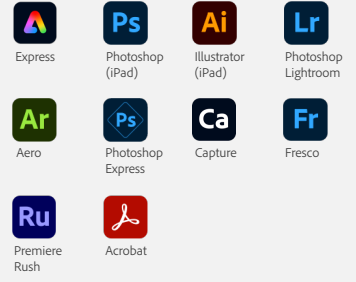 Ps
Ai
Lr
Express
Photoshop
(iPad)
Illustrator
(iPad)
Photoshop
Lightroom
Ar
Ps
Ca
Fr
Aero
Photoshop
Express
Capture
Fresco
Ru
Premiere
Rush
Acrobat